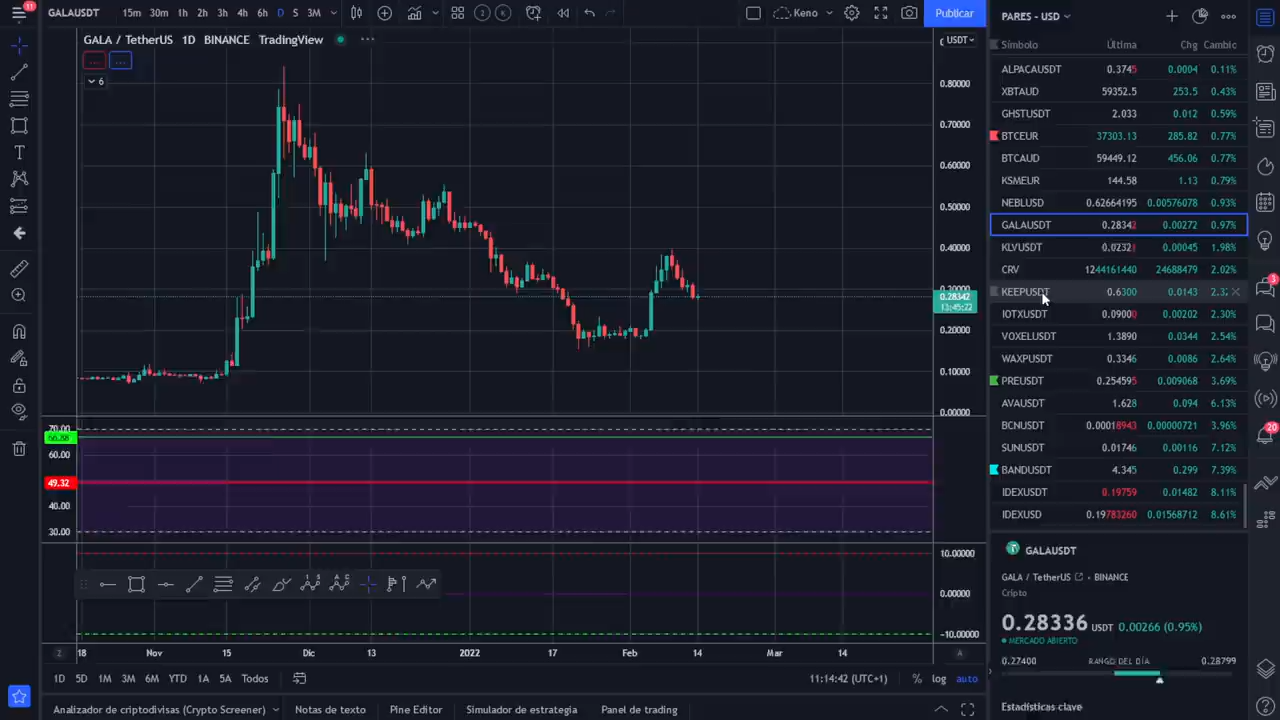 11
GALAUSDT 15m 30m 1h 2h 3h 4h 6h D S 3M 2 K Keno Publicar
GALA / TetherUS 1D BINANCE TradingView
... ...
6
USDT
0.80000
0.70000
0.60000
0.50000
0.40000
0.30000
0.28342
13:45:22
0.20000
0.10000
0.00000
70.00
66.88
60.00
49.32
40.00
30.00
10.00000
0.00000
-10.00000
18 Nov 15 Dic 13 2022 17 Feb 14 Mar 14
Z A
1D 5D 1M 3M 6M YTD 1A 5A Todos 11:14:42 (UTC+1) % log auto
Analizador de criptodivisas (Crypto Screener) Notas de texto Pine Editor Simulador de estrategia Panel de trading
PARES - USD
Símbolo Última Chg Cambic
ALPACAUSDT 0.3745 0.0004 0.11%
XBTAUD 59352.5 253.5 0.43%
GHSTUSDT 2.033 0.012 0.59%
BTCEUR 37303.13 285.82 0.77%
BTCAUD 59449.12 456.06 0.77%
KSMEUR 144.58 1.13 0.79%
NEBLUSD 0.62664195 0.00576078 0.93%
GALAUSDT 0.28342 0.00272 0.97%
KLVUSDT 0.0232 0.00045 1.98%
CRV 1244161440 24688479 2.02%
KEEPUSDT 0.6300 0.0143 2.32
IOTXUSDT 0.09000 0.00202 2.30%
VOXELUSDT 1.3890 0.0344 2.54%
WAXPUSDT 0.3346 0.0086 2.64%
PREUSDT 0.254595 0.009068 3.69%
AVAUSDT 1.628 0.094 6.13%
BCNUSDT 0.00018943 0.00000721 3.96%
SUNUSDT 0.01746 0.00116 7.12%
BANDUSDT 4.345 0.299 7.39%
IDEXUSDT 0.19759 0.01482 8.11%
IDEXUSD 0.19783260 0.01568712 8.61%
GALAUSDT
GALA / TetherUS • BINANCE
Cripto
0.28336 USDT 0.00266 (0.95%)
MERCADO ABIERTO
0.27400 RANGO DEL DÍA 0.28799
Estadísticas clave
3
20